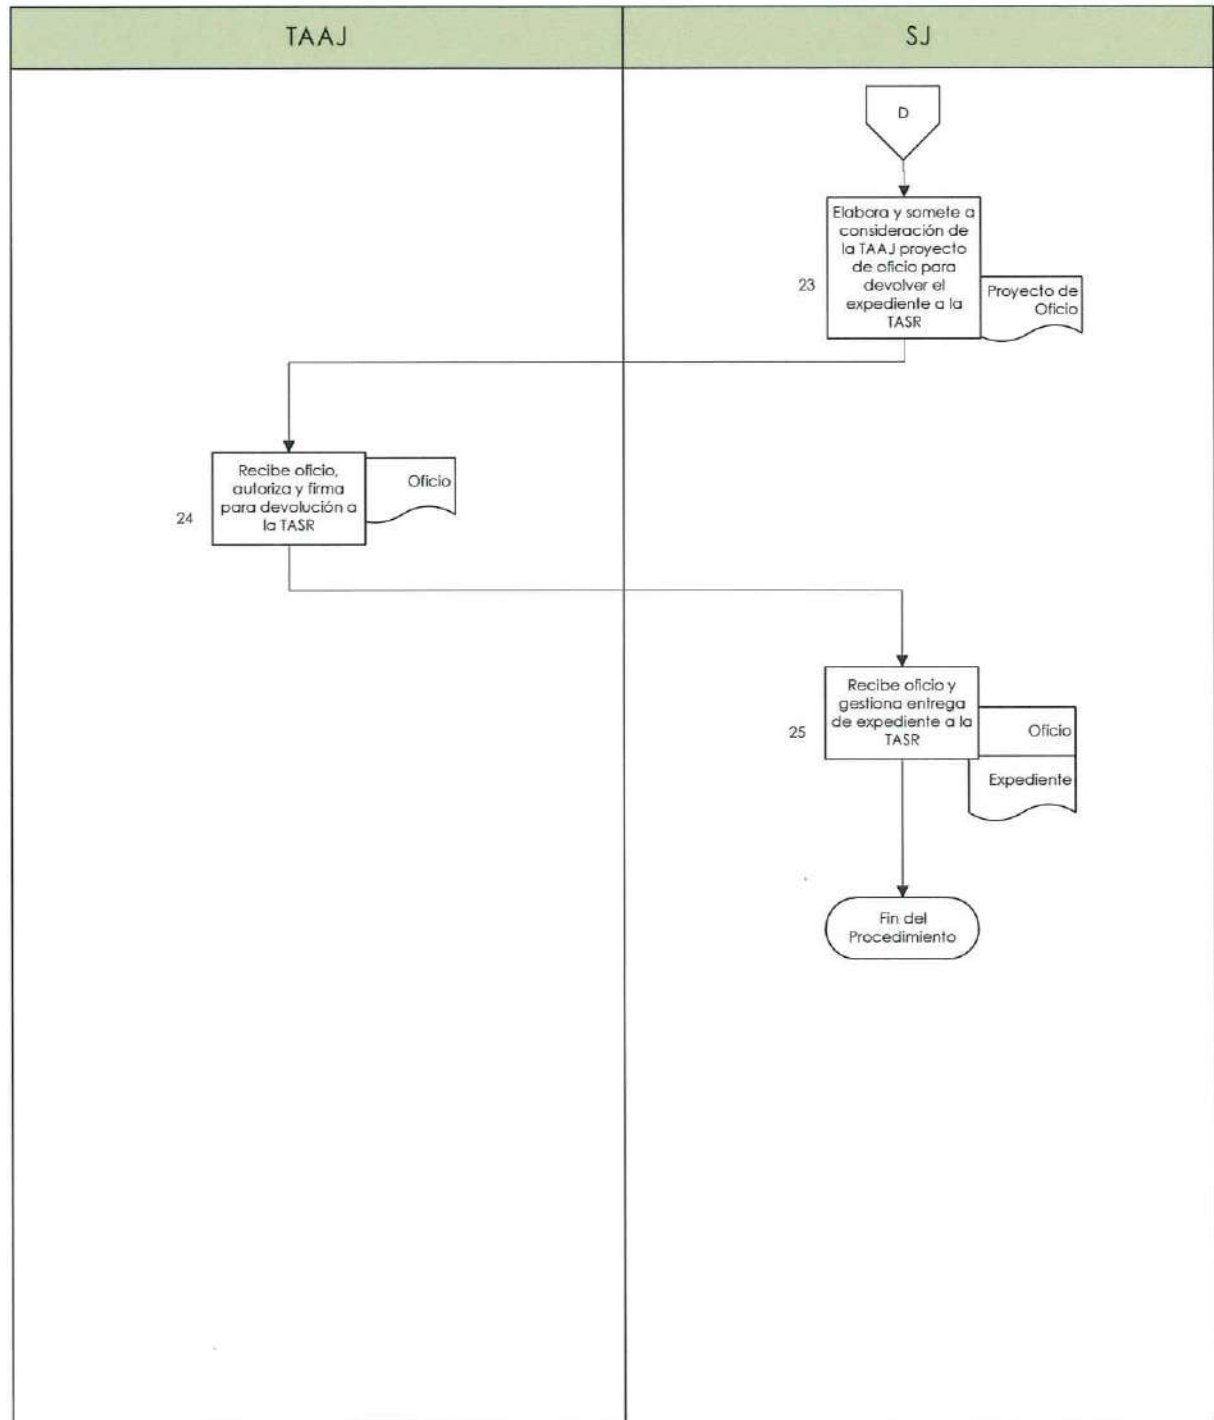 TAAJ
SJ
D
Elabora y somete a
consideración de
la TAAJ proyecto
de oficio para
devolver el
expediente a la
TASR
23
Proyecto de
Oficio
Recibe oficio,
autoriza y firma
para devolución a
la TASR
24
Oficio
Recibe oficio y
gestiona entrega
de expediente a la
TASR
25
Oficio
Expediente
Fin del
Procedimiento